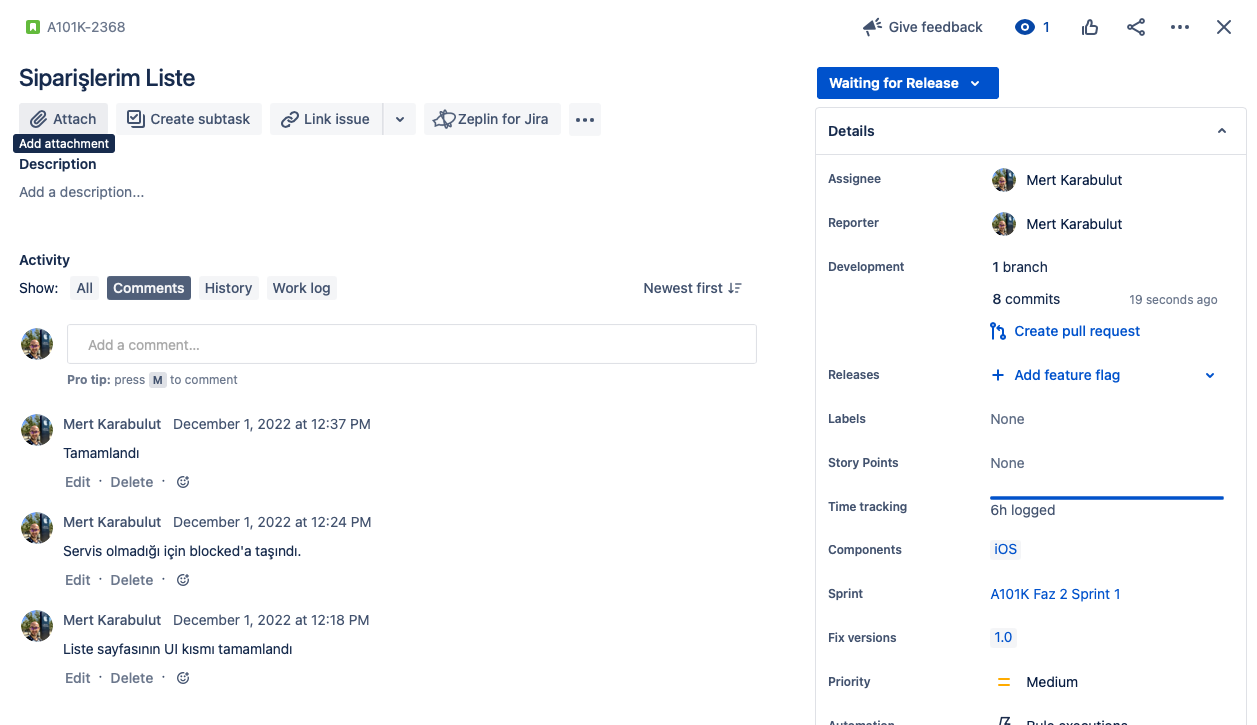 A101K-2368
Give feedback
1
Siparişlerim Liste
Waiting for Release
Attach
Create subtask
Link issue
Zeplin for Jira
Add attachment
Description
Add a description...
Activity
Show: All Comments History Work log
Newest first
Add a comment...
Pro tip: press M to comment
Mert Karabulut December 1, 2022 at 12:37 PM
Tamamlandı
Edit · Delete ·
Mert Karabulut December 1, 2022 at 12:24 PM
Servis olmadığı için blocked'a taşındı.
Edit · Delete ·
Mert Karabulut December 1, 2022 at 12:18 PM
Liste sayfasının UI kısmı tamamlandı
Edit · Delete ·
Details
Assignee Mert Karabulut
Reporter Mert Karabulut
Development 1 branch
8 commits 19 seconds ago
Create pull request
Releases Add feature flag
Labels None
Story Points None
Time tracking 6h logged
Components iOS
Sprint A101K Faz 2 Sprint 1
Fix versions 1.0
Priority Medium
Automation Rule executions